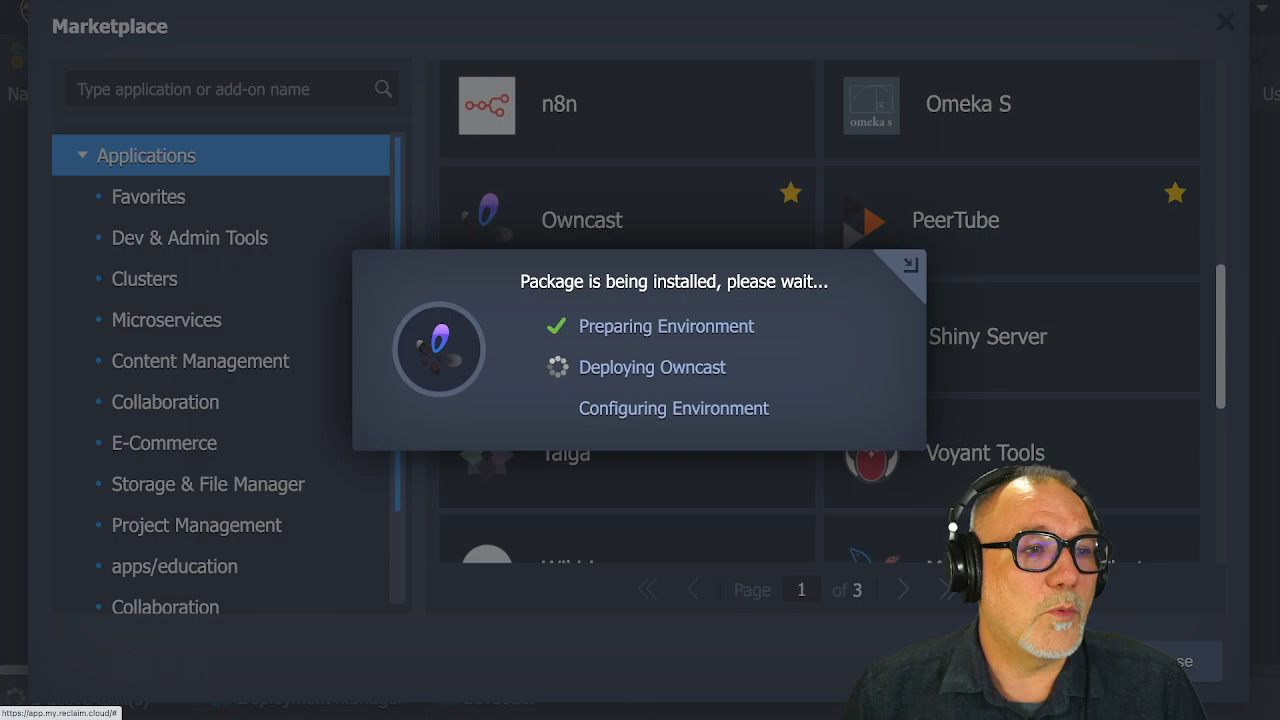 Marketplace
Type application or add-on name
Applications
Favorites
Dev & Admin Tools
Clusters
Microservices
Content Management
Collaboration
E-Commerce
Storage & File Manager
Project Management
apps/education
Collaboration
n8n
Omeka S
omeka s
Owncast
PeerTube
Package is being installed, please wait...
Preparing Environment
Deploying Owncast
Configuring Environment
Shiny Server
Taiga
Voyant Tools
Page 1 of 3
https://app.my.reclaim.cloud/#